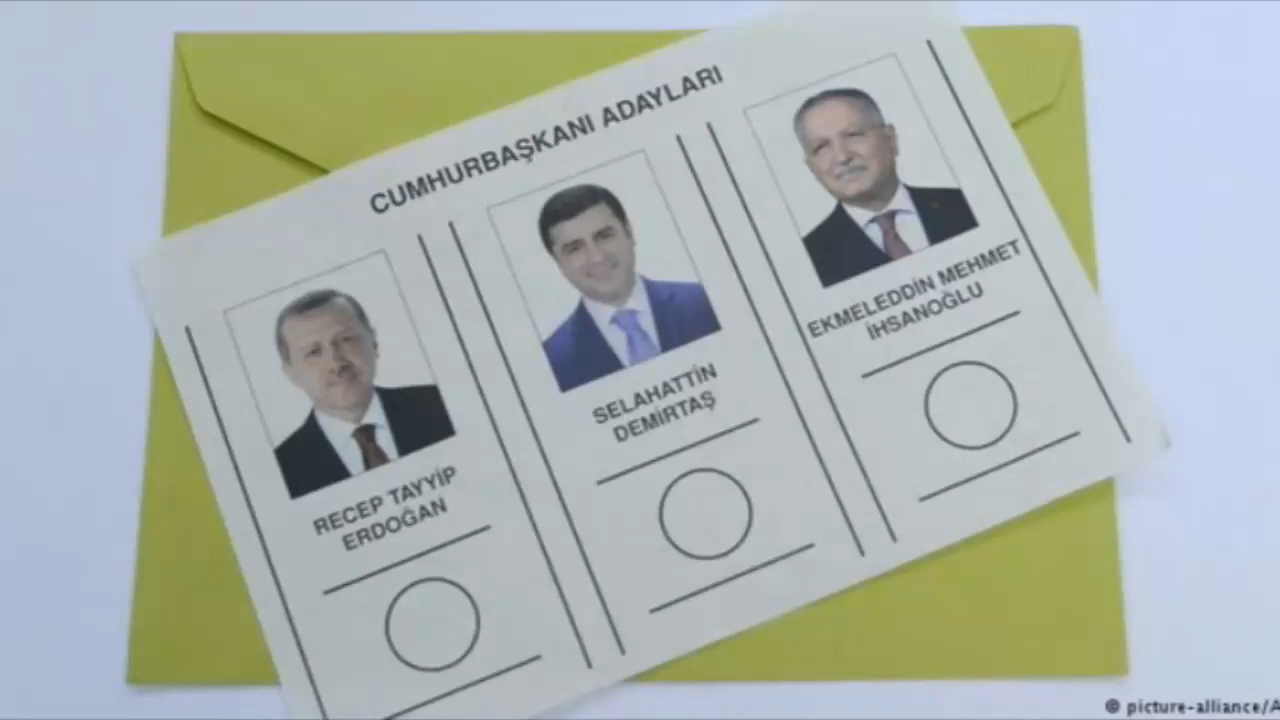 CUMHURBAŞKANI ADAYLARI
RECEP TAYYİP
ERDOĞAN
SELAHATTİN
DEMİRTAŞ
EKMELEDDİN MEHMET
İHSANOĞLU
© picture-alliance/A